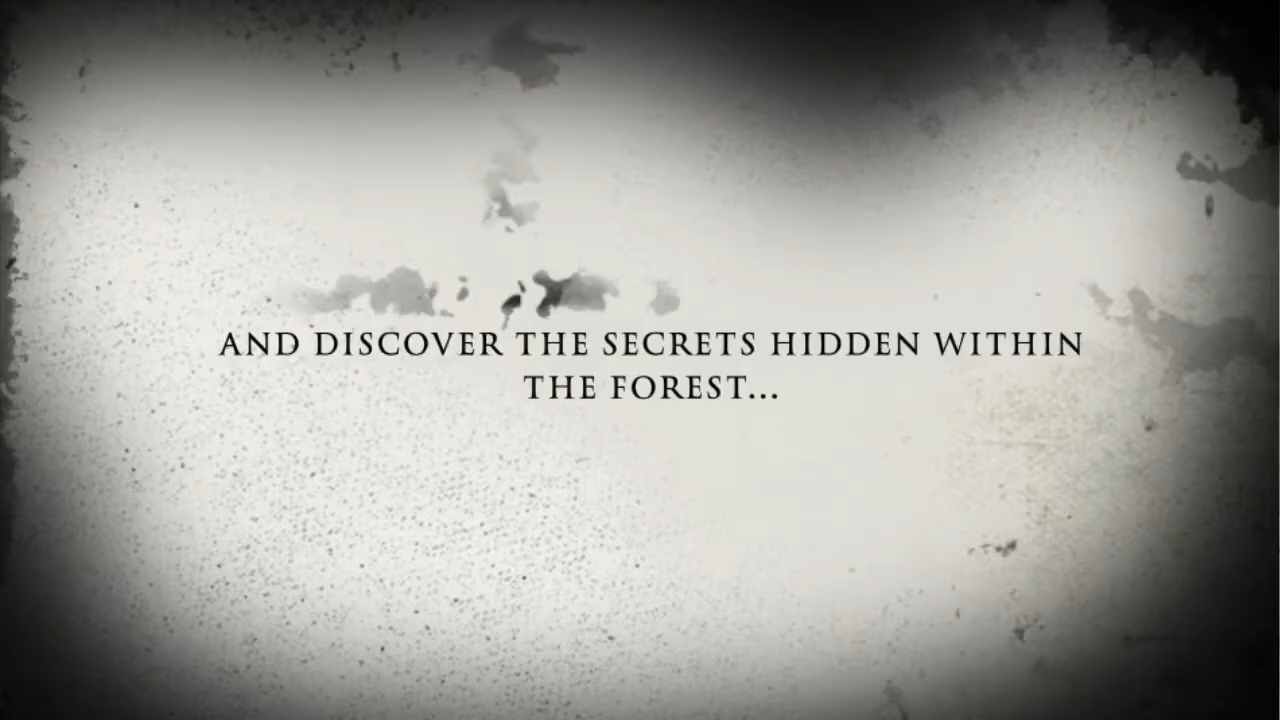 AND DISCOVER THE SECRETS HIDDEN WITHIN
THE FOREST...